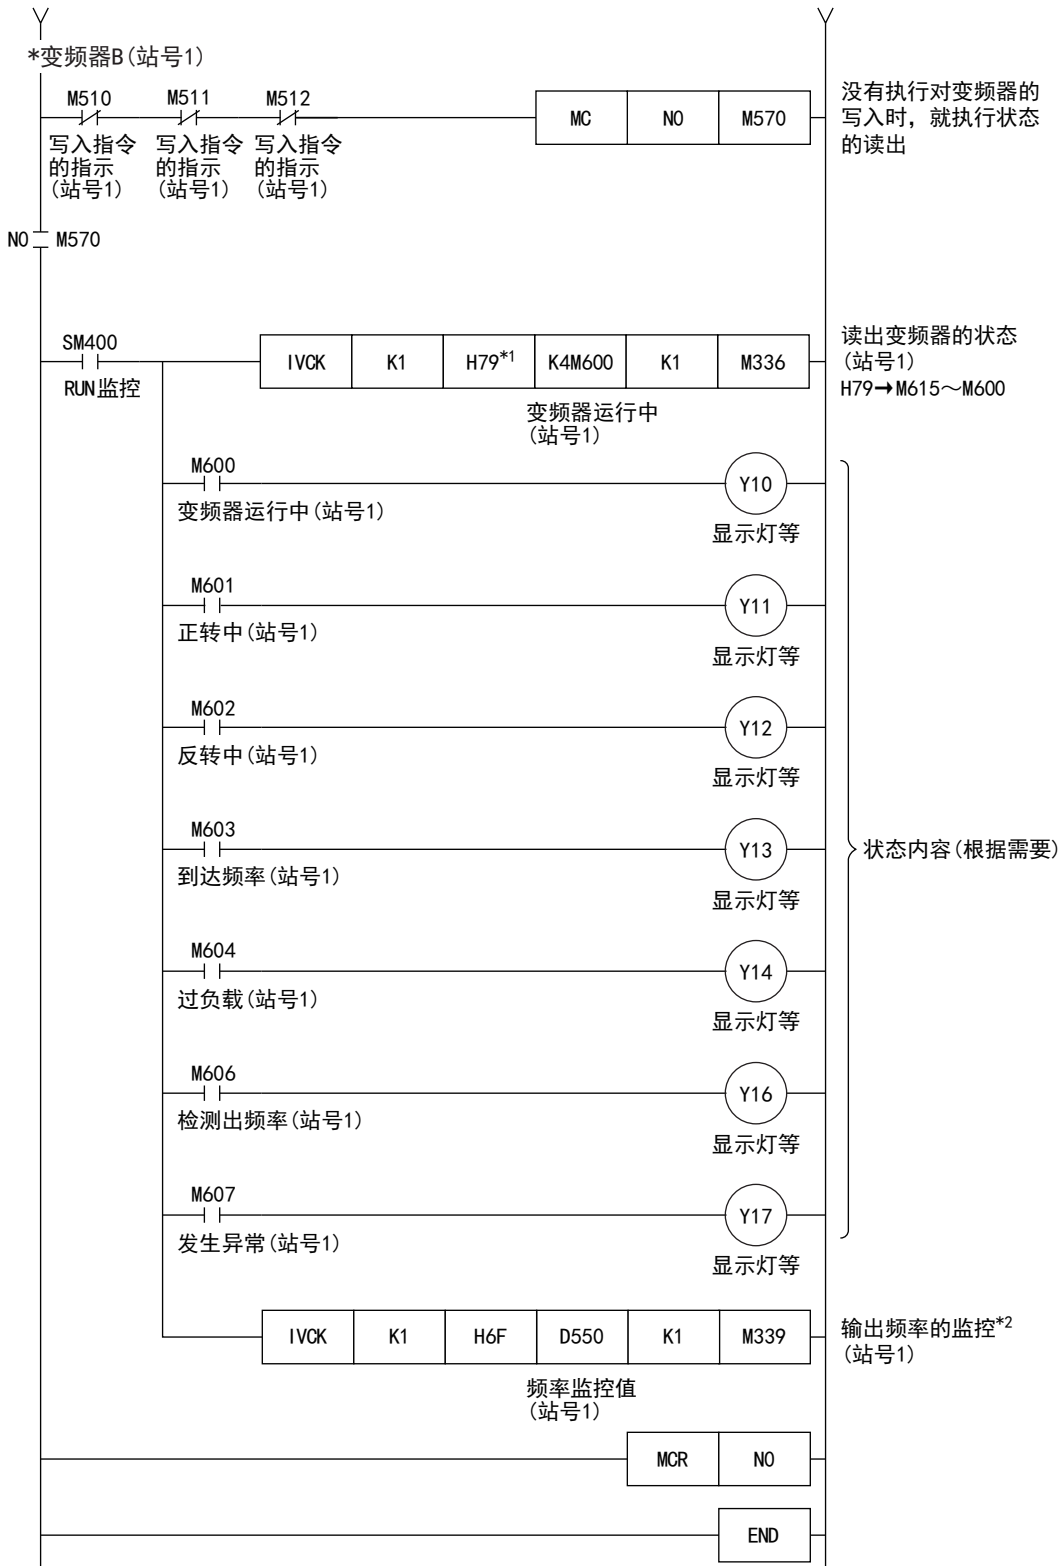 *变频器B(站号1)
M510 M511 M512
MC N0 M570
写入指令的指示(站号1)
写入指令的指示(站号1)
写入指令的指示(站号1)
没有执行对变频器的
写入时，就执行状态
的读出
N0 M570
SM400
RUN监控
IVCK K1 H79*1 K4M600 K1 M336
变频器运行中
(站号1)
读出变频器的状态
(站号1)
H79→M615～M600
M600
Y10
变频器运行中(站号1)
显示灯等
M601
Y11
正转中(站号1)
显示灯等
M602
Y12
反转中(站号1)
显示灯等
M603
Y13
到达频率(站号1)
显示灯等
状态内容(根据需要)
M604
Y14
过负载(站号1)
显示灯等
M606
Y16
检测出频率(站号1)
显示灯等
M607
Y17
发生异常(站号1)
显示灯等
IVCK K1 H6F D550 K1 M339
频率监控值
(站号1)
输出频率的监控*2
(站号1)
MCR N0
END